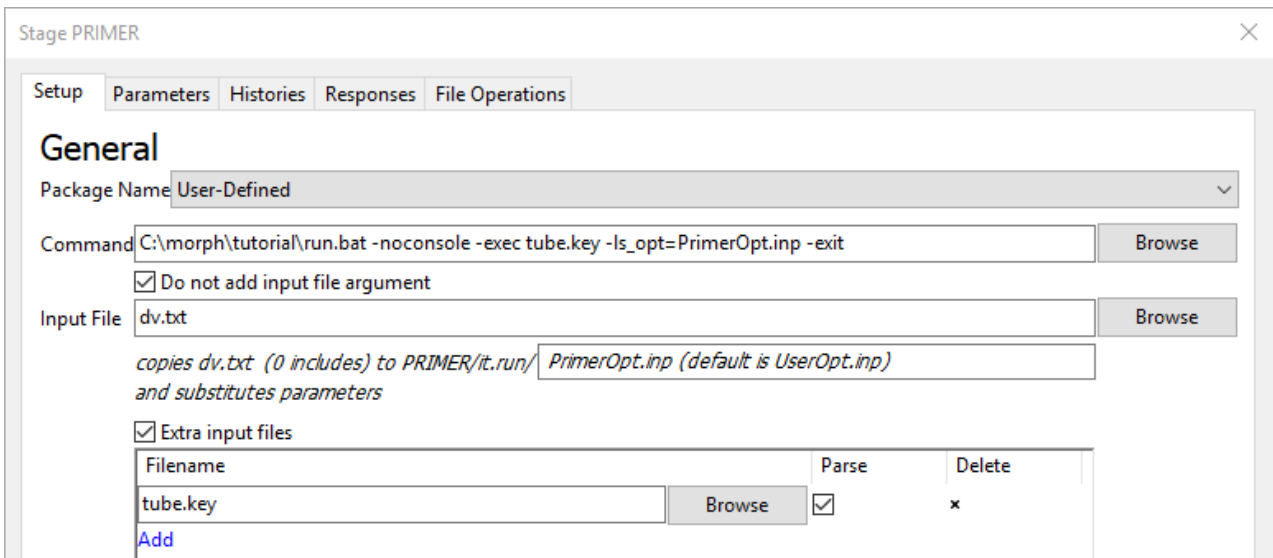 Stage PRIMER
Setup Parameters Histories Responses File Operations
General
Package Name User-Defined
Command C:\morph\tutorial\run.bat -noconsole -exec tube.key -ls_opt=PrimerOpt.inp -exit Browse
Do not add input file argument
Input File dv.txt Browse
copies dv.txt (0 includes) to PRIMER/it.run/ PrimerOpt.inp (default is UserOpt.inp)
and substitutes parameters
Extra input files
Filename Parse Delete
tube.key Browse
Add